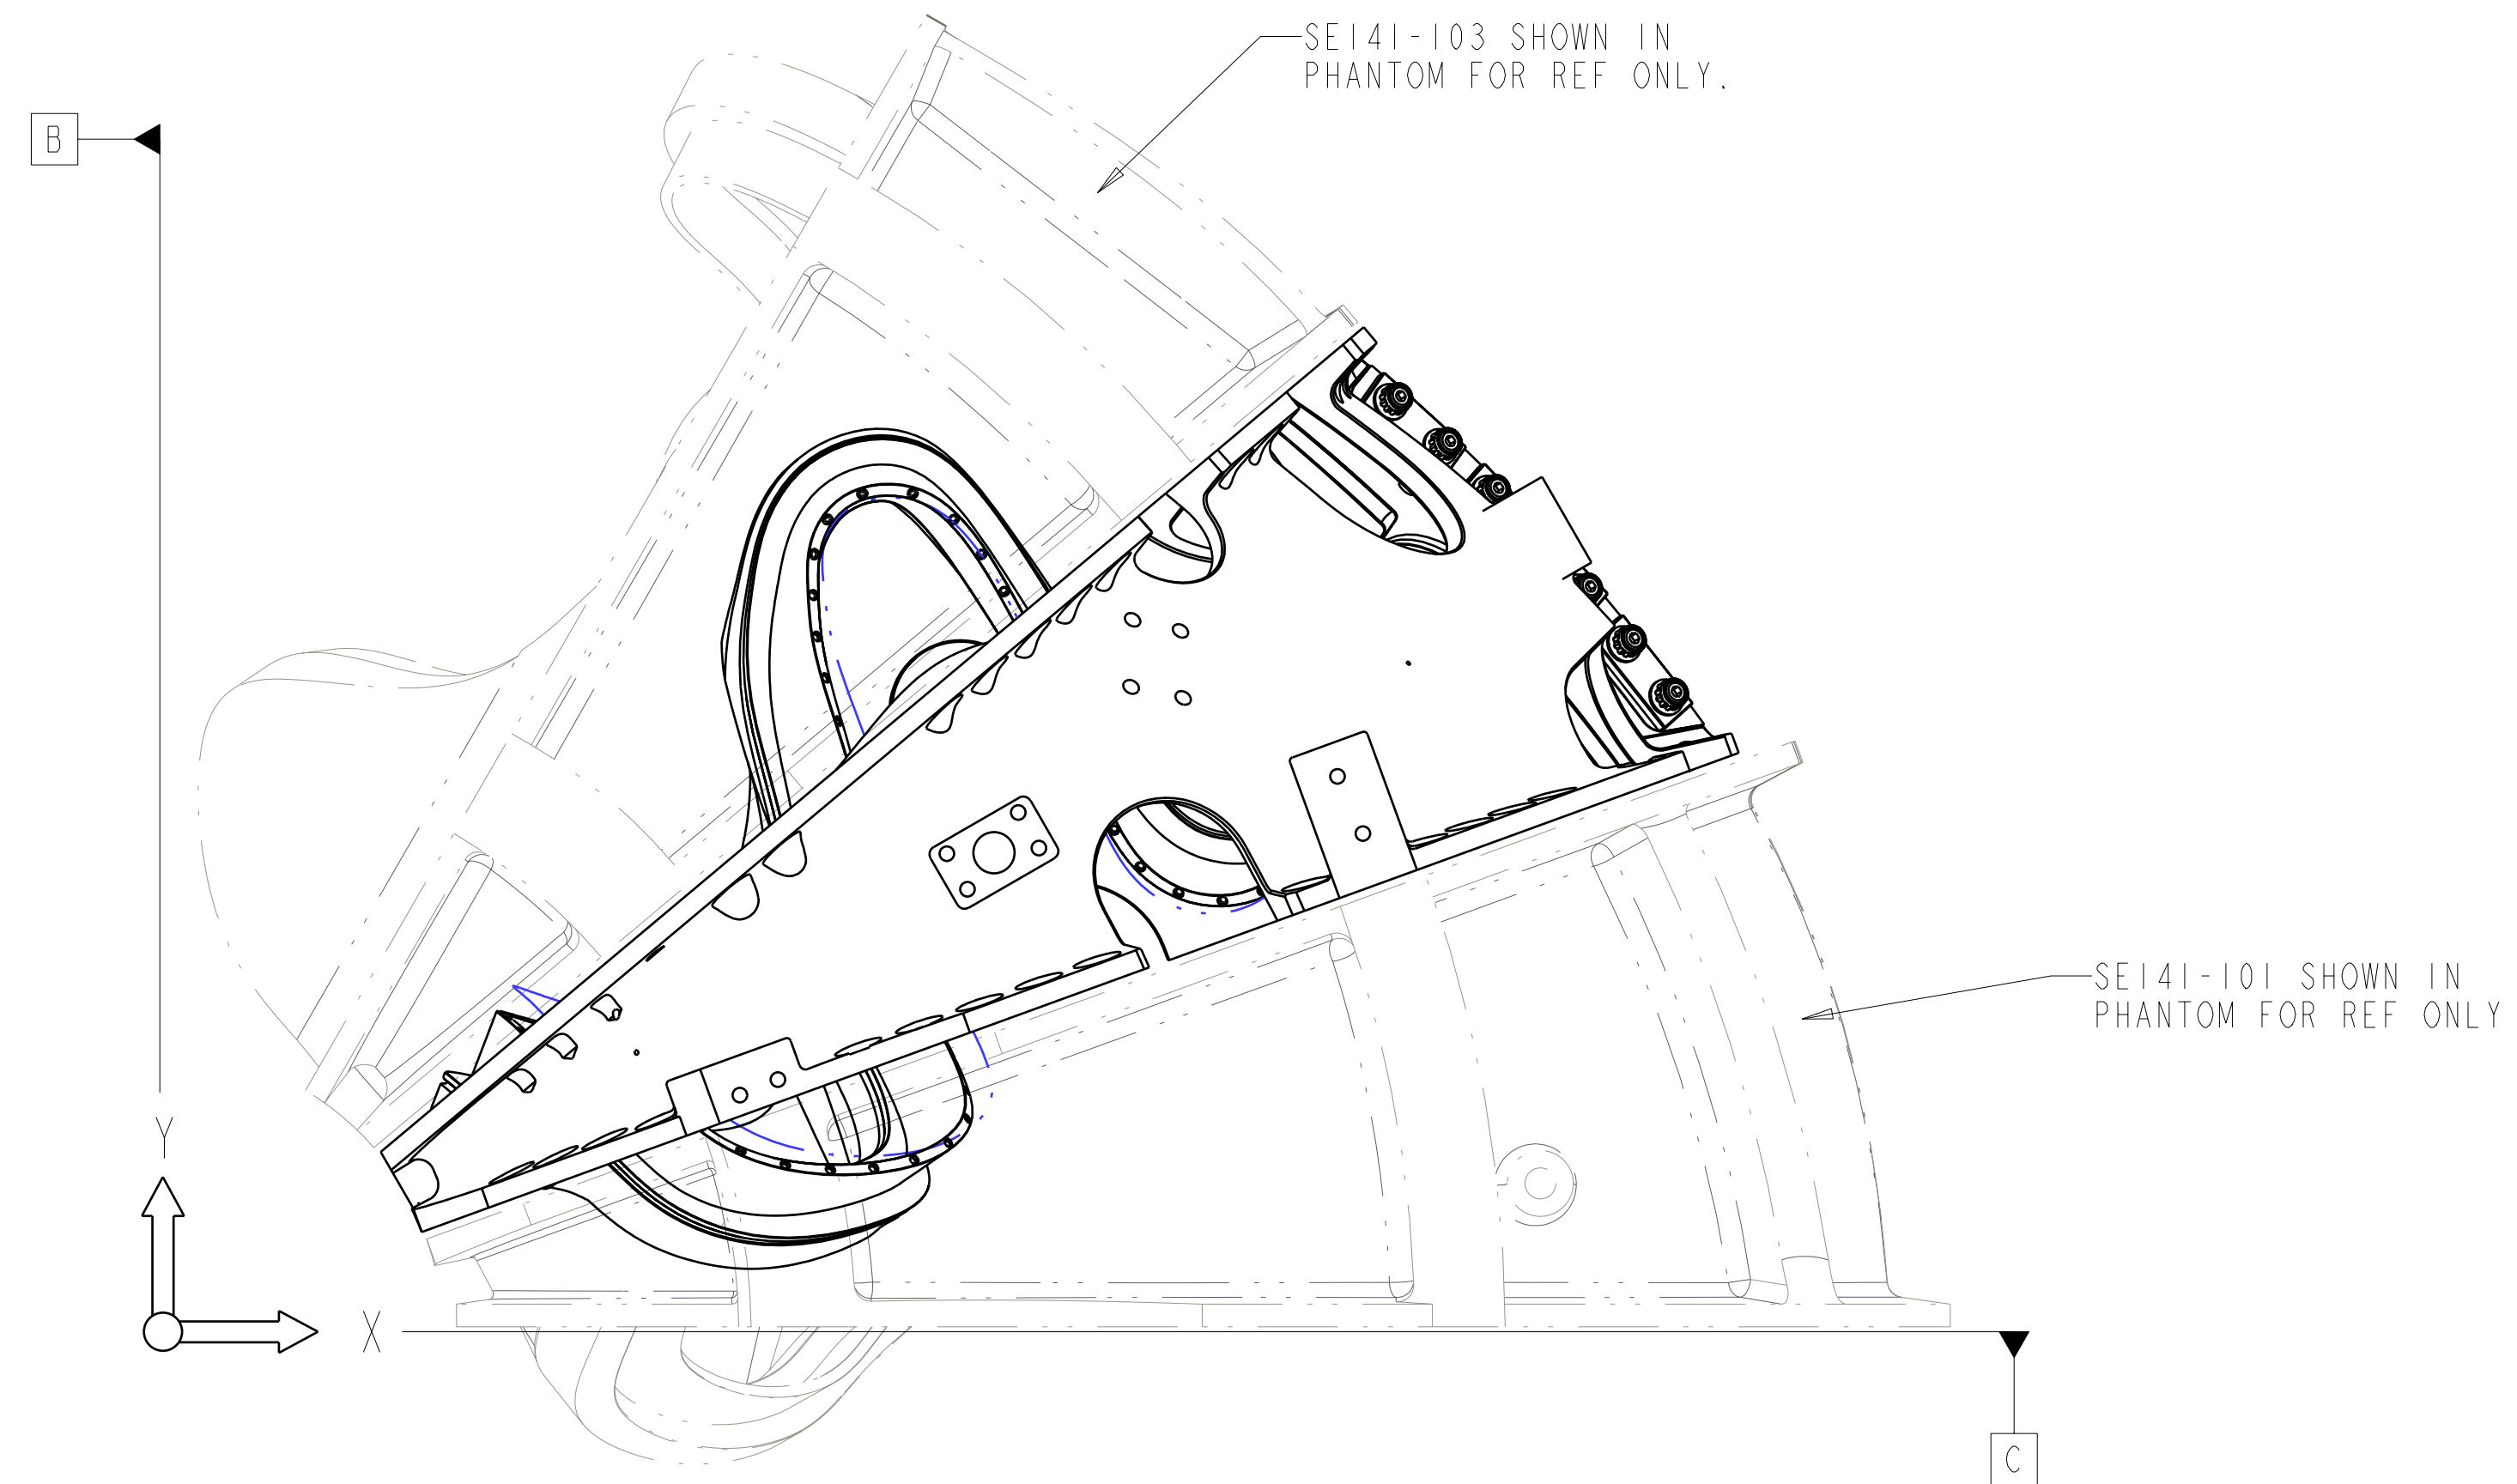 SE141-103 SHOWN IN
PHANTOM FOR REF ONLY.
B
SE141-101 SHOWN IN
PHANTOM FOR REF ONLY
Y
X
C